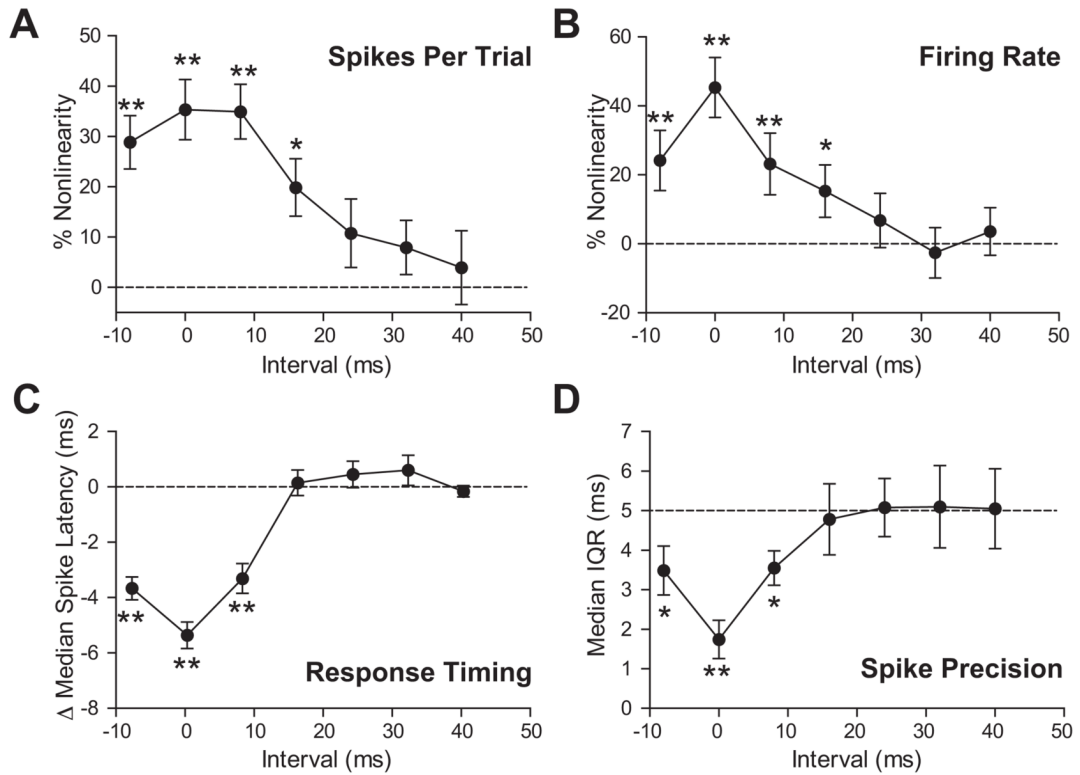 A
Spikes Per Trial
% Nonlinearity
50
40
30
20
10
0
** ** ** *
-10 0 10 20 30 40 50
Interval (ms)
B
Firing Rate
% Nonlinearity
60
40
20
0
-20
** ** ** *
-10 0 10 20 30 40 50
Interval (ms)
C
Response Timing
Δ Median Spike Latency (ms)
2
0
-2
-4
-6
-8
** ** **
-10 0 10 20 30 40 50
Interval (ms)
D
Spike Precision
Median IQR (ms)
7
6
5
4
3
2
1
0
* ** *
-10 0 10 20 30 40 50
Interval (ms)